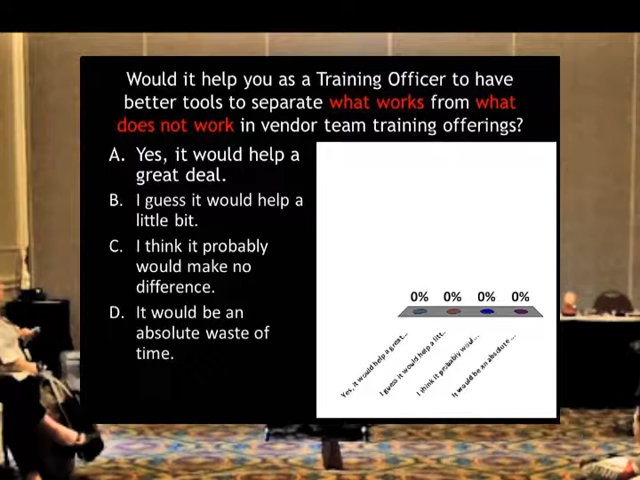 Would it help you as a Training Officer to have
better tools to separate what works from what
does not work in vendor team training offerings?
A. Yes, it would help a
great deal.
B. I guess it would help a
little bit.
C. I think it probably
would make no
difference.
D. It would be an
absolute waste of
time.
0% 0% 0% 0%
Yes, it would help a great...
I guess it would help a litt...
I think it probably woul...
It would be an absolute ...